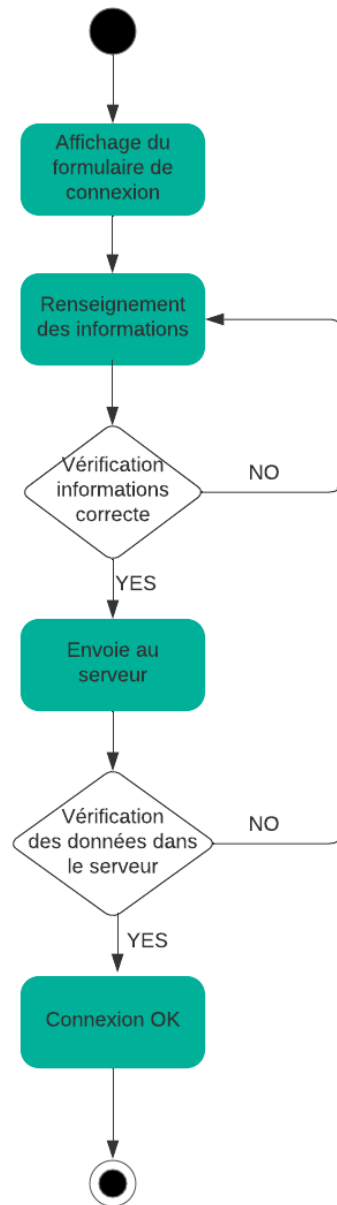 Affichage du
formulaire de
connexion
Renseignement
des informations
Vérification
informations
correcte
NO
YES
Envoie au
serveur
Vérification
des données dans
le serveur
NO
YES
Connexion OK